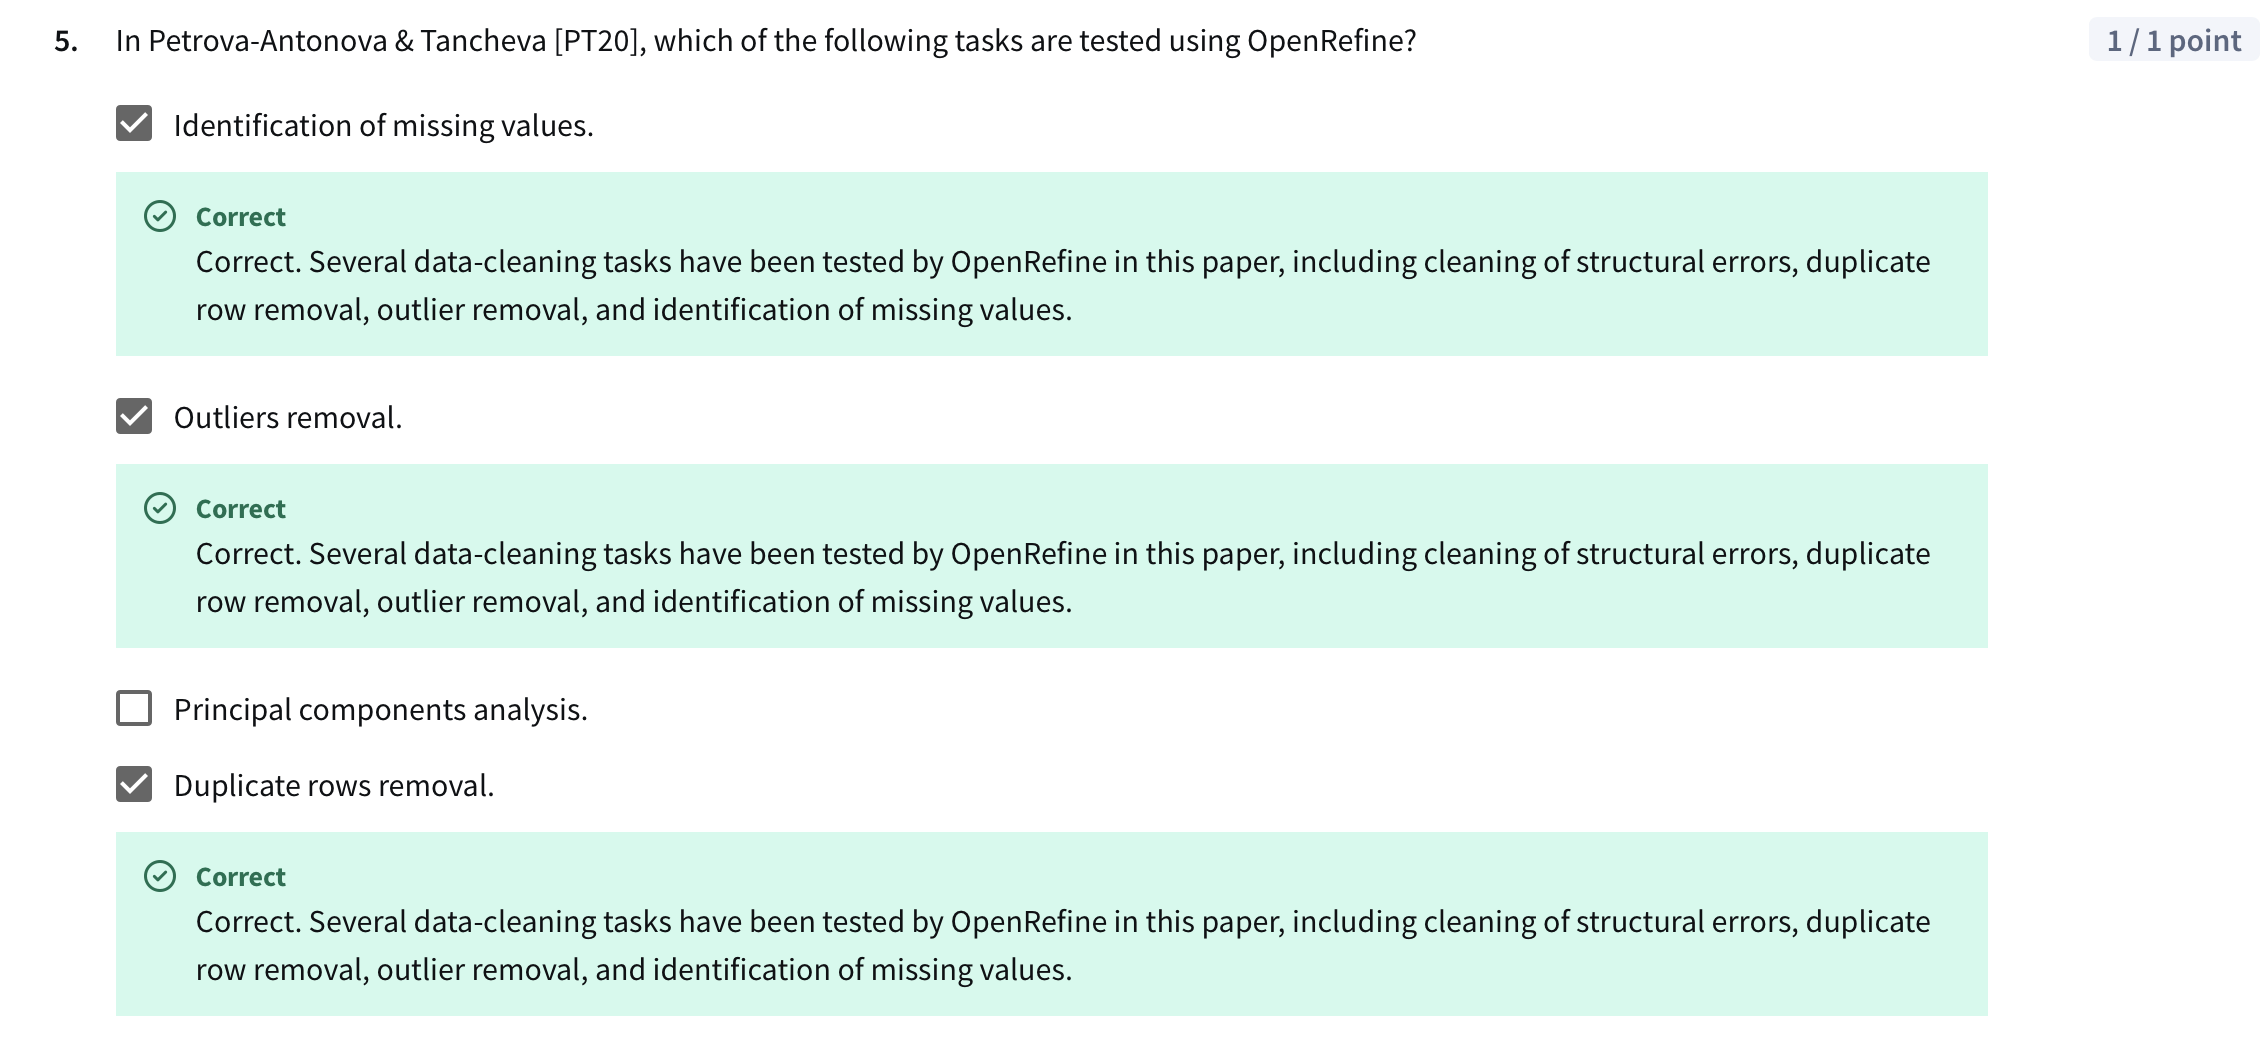 5. In Petrova-Antonova & Tancheva [PT20], which of the following tasks are tested using OpenRefine?
1 / 1 point
Identification of missing values.
Correct
Correct. Several data-cleaning tasks have been tested by OpenRefine in this paper, including cleaning of structural errors, duplicate
row removal, outlier removal, and identification of missing values.
Outliers removal.
Correct
Correct. Several data-cleaning tasks have been tested by OpenRefine in this paper, including cleaning of structural errors, duplicate
row removal, outlier removal, and identification of missing values.
Principal components analysis.
Duplicate rows removal.
Correct
Correct. Several data-cleaning tasks have been tested by OpenRefine in this paper, including cleaning of structural errors, duplicate
row removal, outlier removal, and identification of missing values.